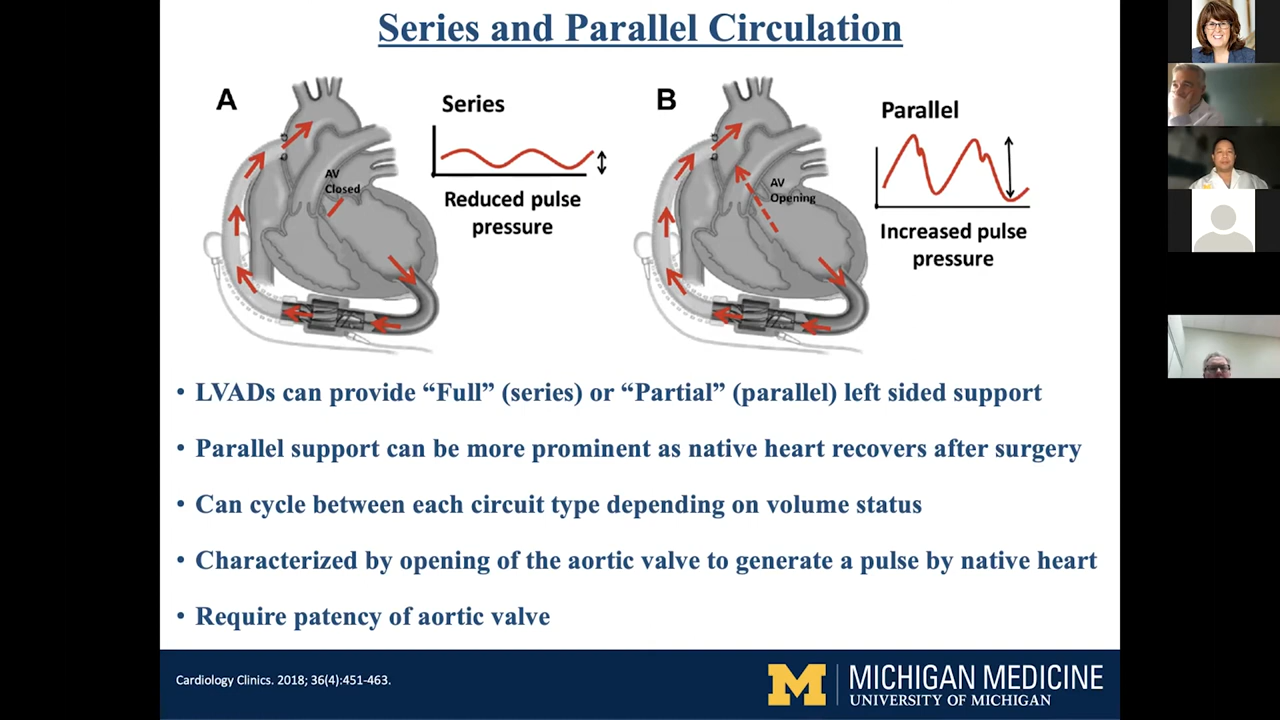 Series and Parallel Circulation
A
Series
AV
Closed
Reduced pulse
pressure
B
Parallel
AV
Opening
Increased pulse
pressure
• LVADs can provide “Full” (series) or “Partial” (parallel) left sided support
• Parallel support can be more prominent as native heart recovers after surgery
• Can cycle between each circuit type depending on volume status
• Characterized by opening of the aortic valve to generate a pulse by native heart
• Require patency of aortic valve
Cardiology Clinics. 2018; 36(4):451-463.
M
MICHIGAN MEDICINE
UNIVERSITY OF MICHIGAN